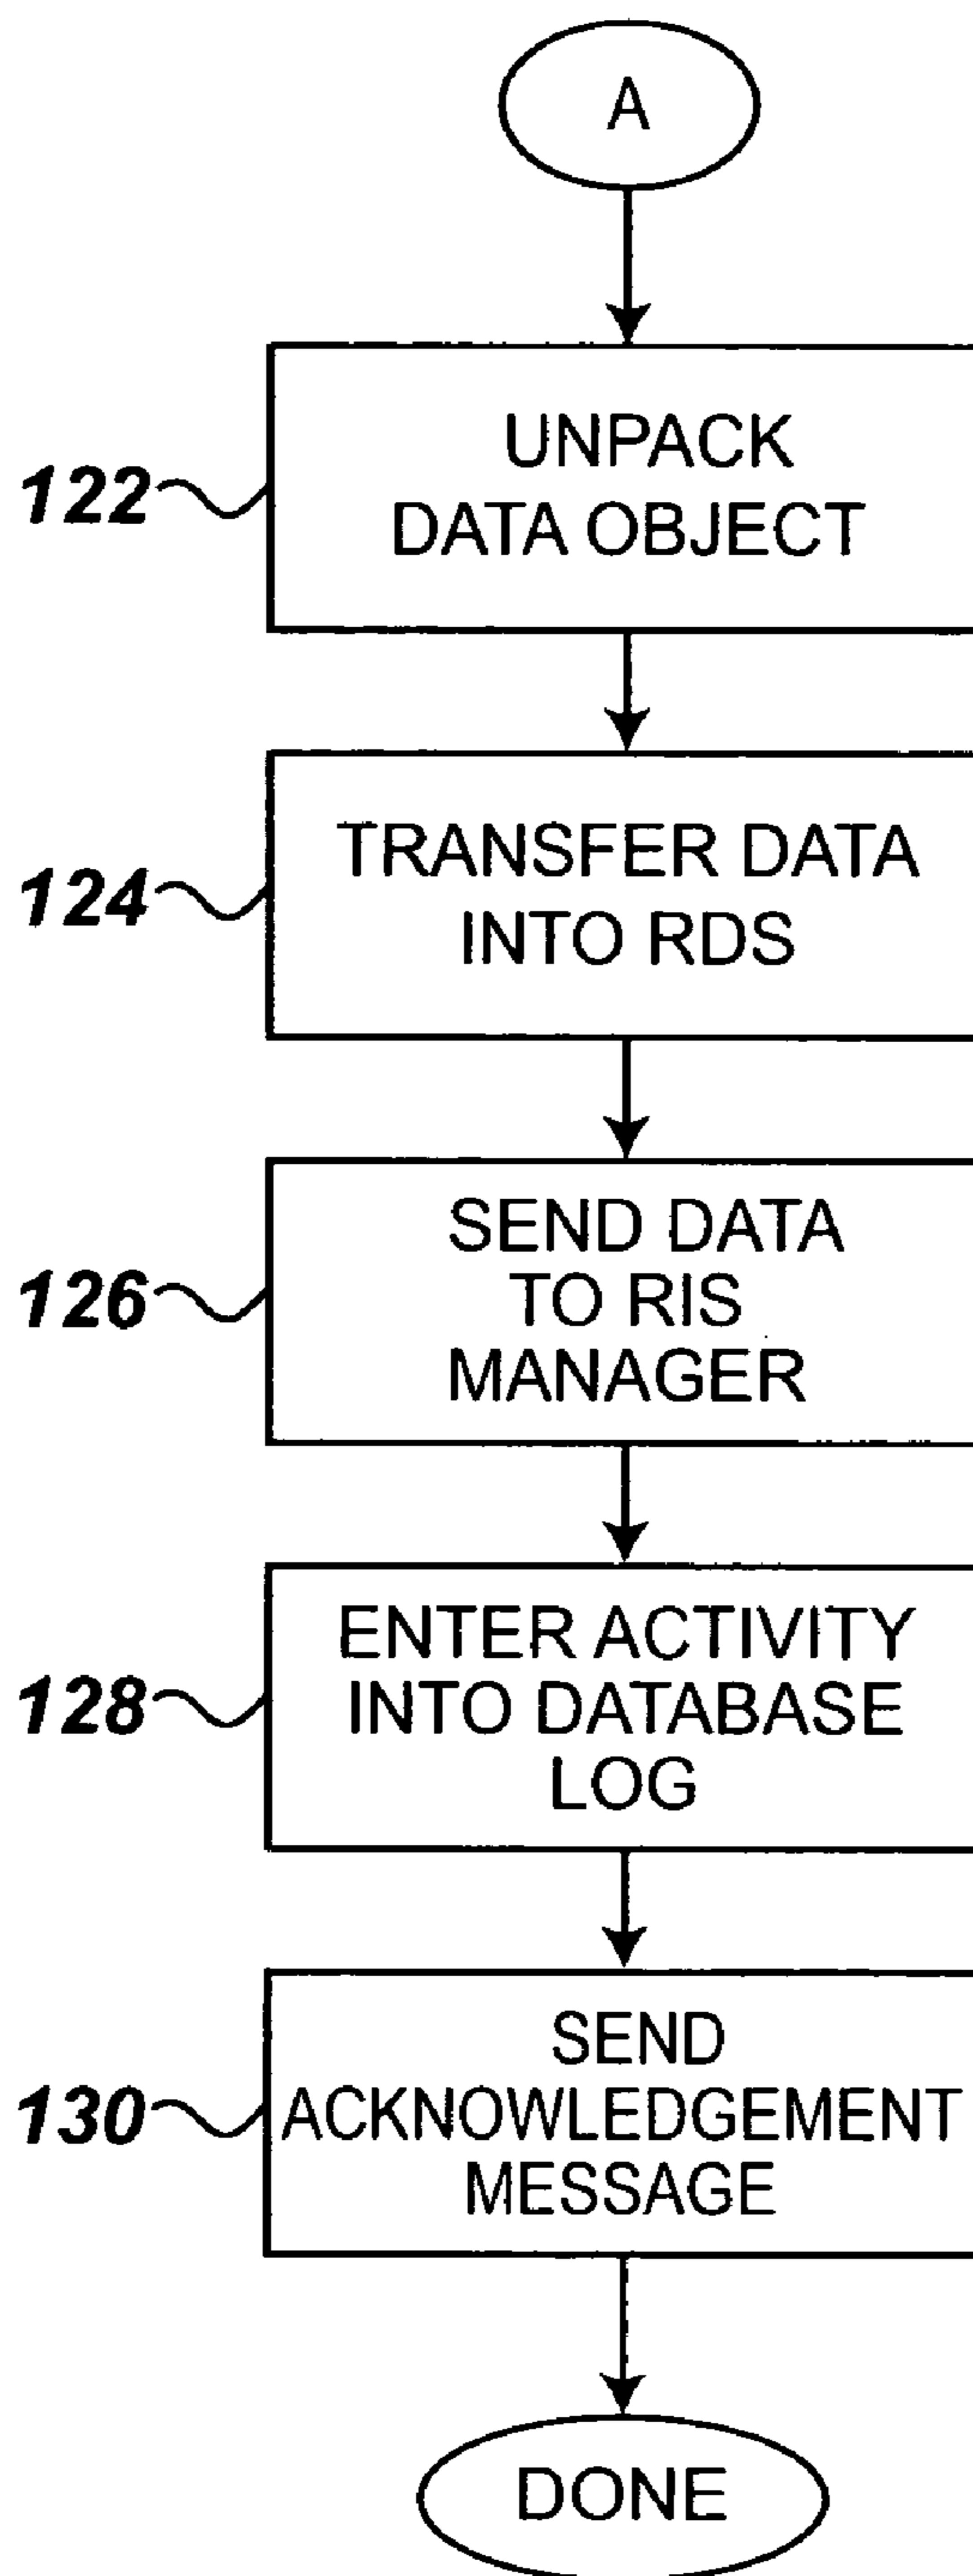 A
122
UNPACK
DATA OBJECT
124
TRANSFER DATA
INTO RDS
126
SEND DATA
TO RIS
MANAGER
128
ENTER ACTIVITY
INTO DATABASE
LOG
130
SEND
ACKNOWLEDGEMENT
MESSAGE
DONE